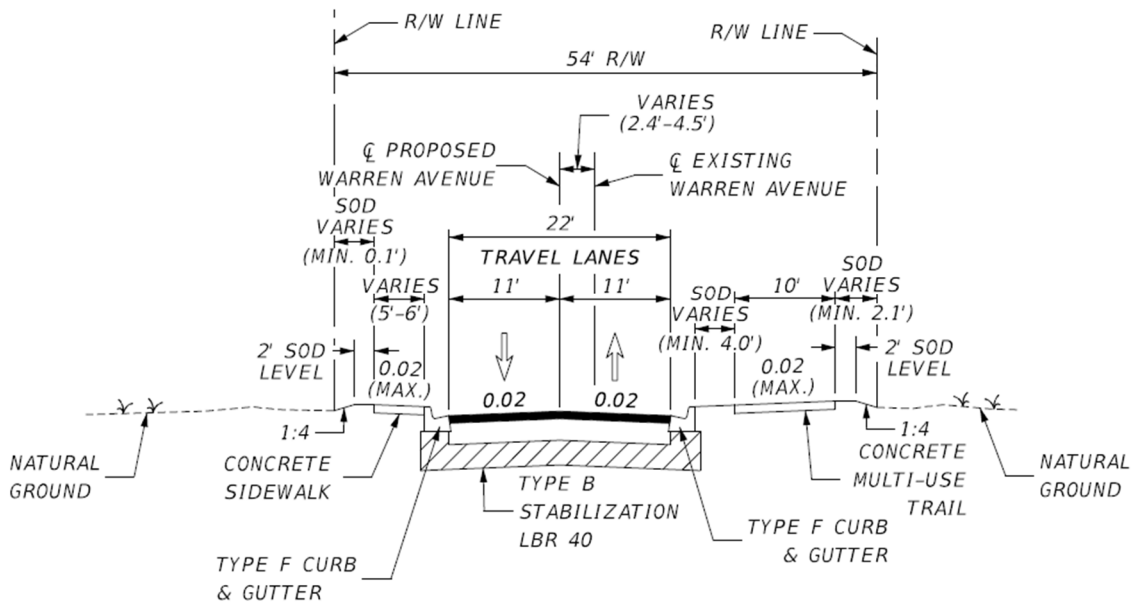 R/W LINE
R/W LINE
54' R/W
VARIES
(2.4'-4.5')
℄ PROPOSED
WARREN AVENUE
℄ EXISTING
WARREN AVENUE
SOD
VARIES
(MIN. 0.1')
22'
TRAVEL LANES
VARIES
(5'-6')
11'
11'
SOD
VARIES
(MIN. 4.0')
10'
SOD
VARIES
(MIN. 2.1')
2' SOD
LEVEL
0.02
(MAX.)
0.02
0.02
0.02
(MAX.)
2' SOD
LEVEL
1:4
1:4
NATURAL
GROUND
CONCRETE
SIDEWALK
TYPE B
STABILIZATION
LBR 40
CONCRETE
MULTI-USE
TRAIL
NATURAL
GROUND
TYPE F CURB
& GUTTER
TYPE F CURB
& GUTTER